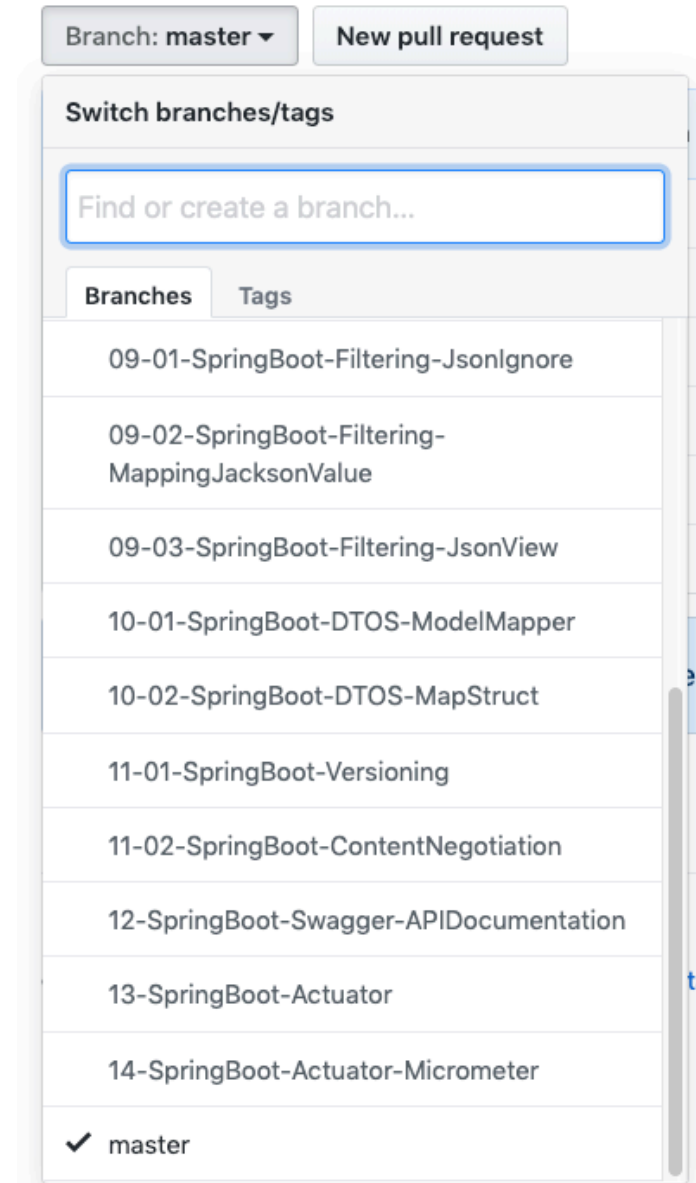 Branch: master
New pull request
Switch branches/tags
Find or create a branch...
Branches
Tags
09-01-SpringBoot-Filtering-JsonIgnore
09-02-SpringBoot-Filtering-
MappingJacksonValue
09-03-SpringBoot-Filtering-JsonView
10-01-SpringBoot-DTOS-ModelMapper
10-02-SpringBoot-DTOS-MapStruct
11-01-SpringBoot-Versioning
11-02-SpringBoot-ContentNegotiation
12-SpringBoot-Swagger-APIDocumentation
13-SpringBoot-Actuator
14-SpringBoot-Actuator-Micrometer
master